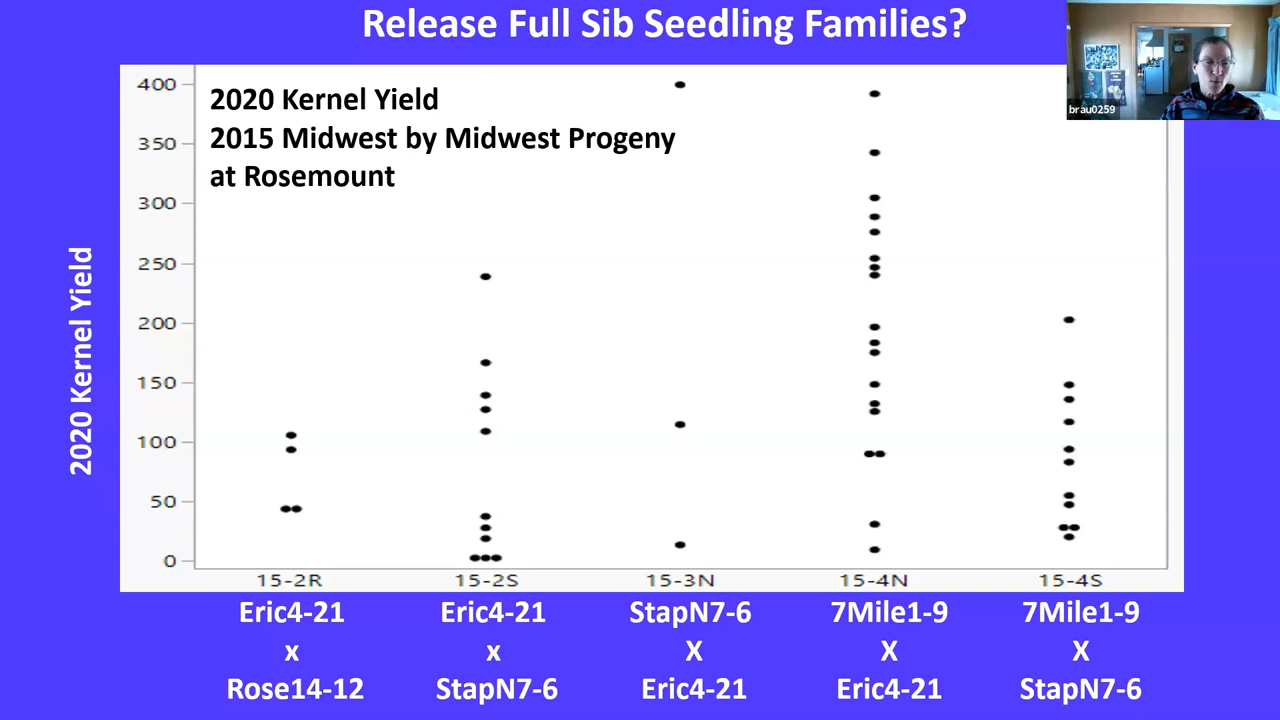 Release Full Sib Seedling Families?
brau0259
2020 Kernel Yield
2015 Midwest by Midwest Progeny
at Rosemount
2020 Kernel Yield
400
350
300
250
200
150
100
50
0
15-2R
15-2S
15-3N
15-4N
15-4S
Eric4-21
x
Rose14-12
Eric4-21
x
StapN7-6
StapN7-6
X
Eric4-21
7Mile1-9
X
Eric4-21
7Mile1-9
X
StapN7-6